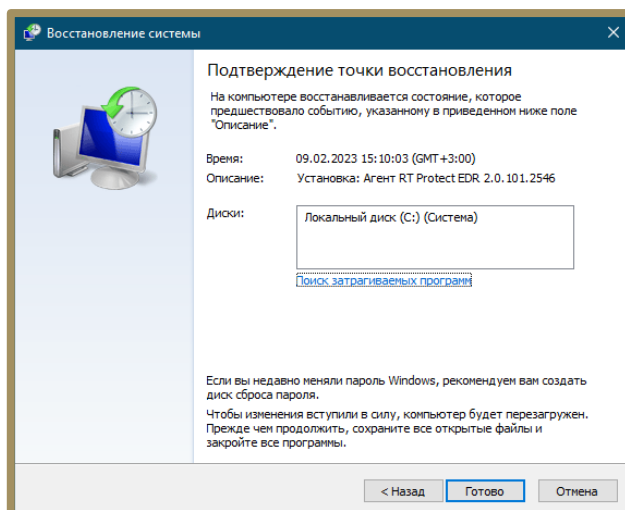 Восстановление системы
Подтверждение точки восстановления
На компьютере восстанавливается состояние, которое
предшествовало событию, указанному в приведенном ниже поле
"Описание".
Время: 09.02.2023 15:10:03 (GMT+3:00)
Описание: Установка: Агент RT Protect EDR 2.0.101.2546
Диски: Локальный диск (C:) (Система)
Поиск затрагиваемых программ
Если вы недавно меняли пароль Windows, рекомендуем вам создать
диск сброса пароля.
Чтобы изменения вступили в силу, компьютер будет перезагружен.
Прежде чем продолжить, сохраните все открытые файлы и
закройте все программы.
< Назад Готово Отмена